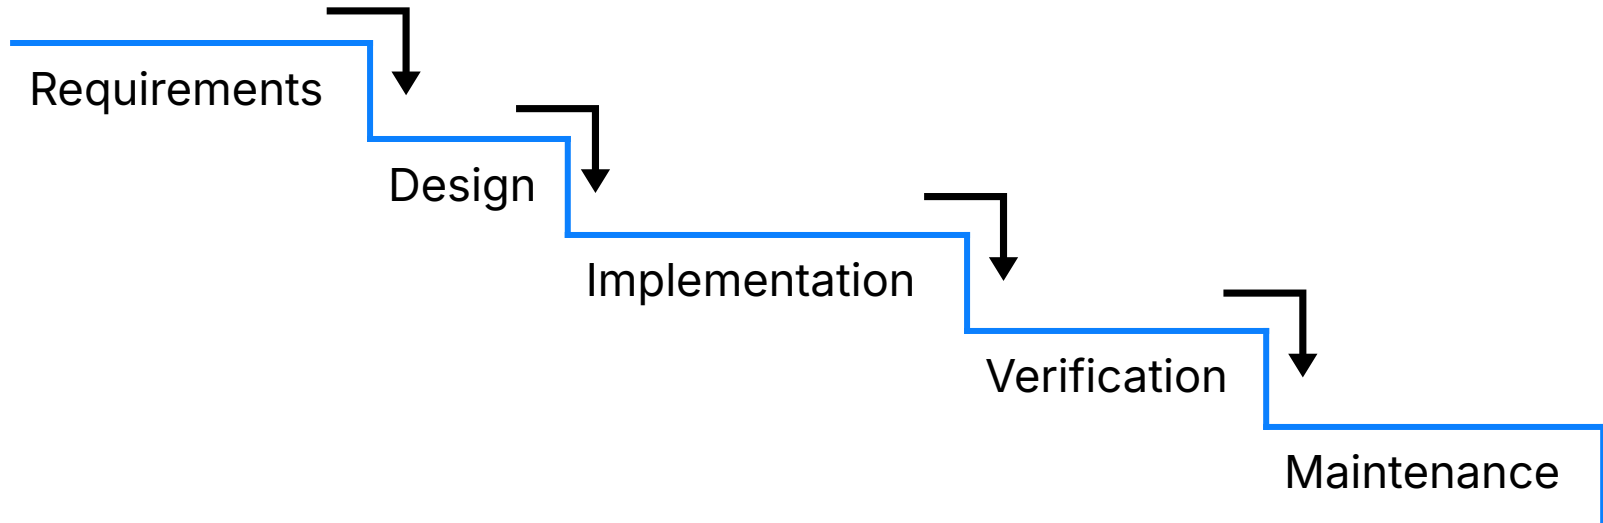 Requirements
Design
Implementation
Verification
Maintenance